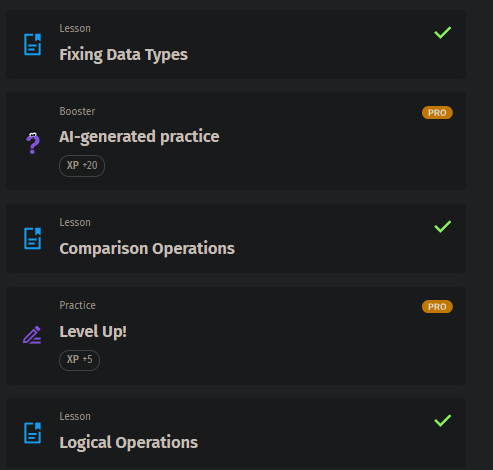 Lesson
Fixing Data Types
Booster
PRO
AI-generated practice
XP +20
Lesson
Comparison Operations
Practice
PRO
Level Up!
XP +5
Lesson
Logical Operations